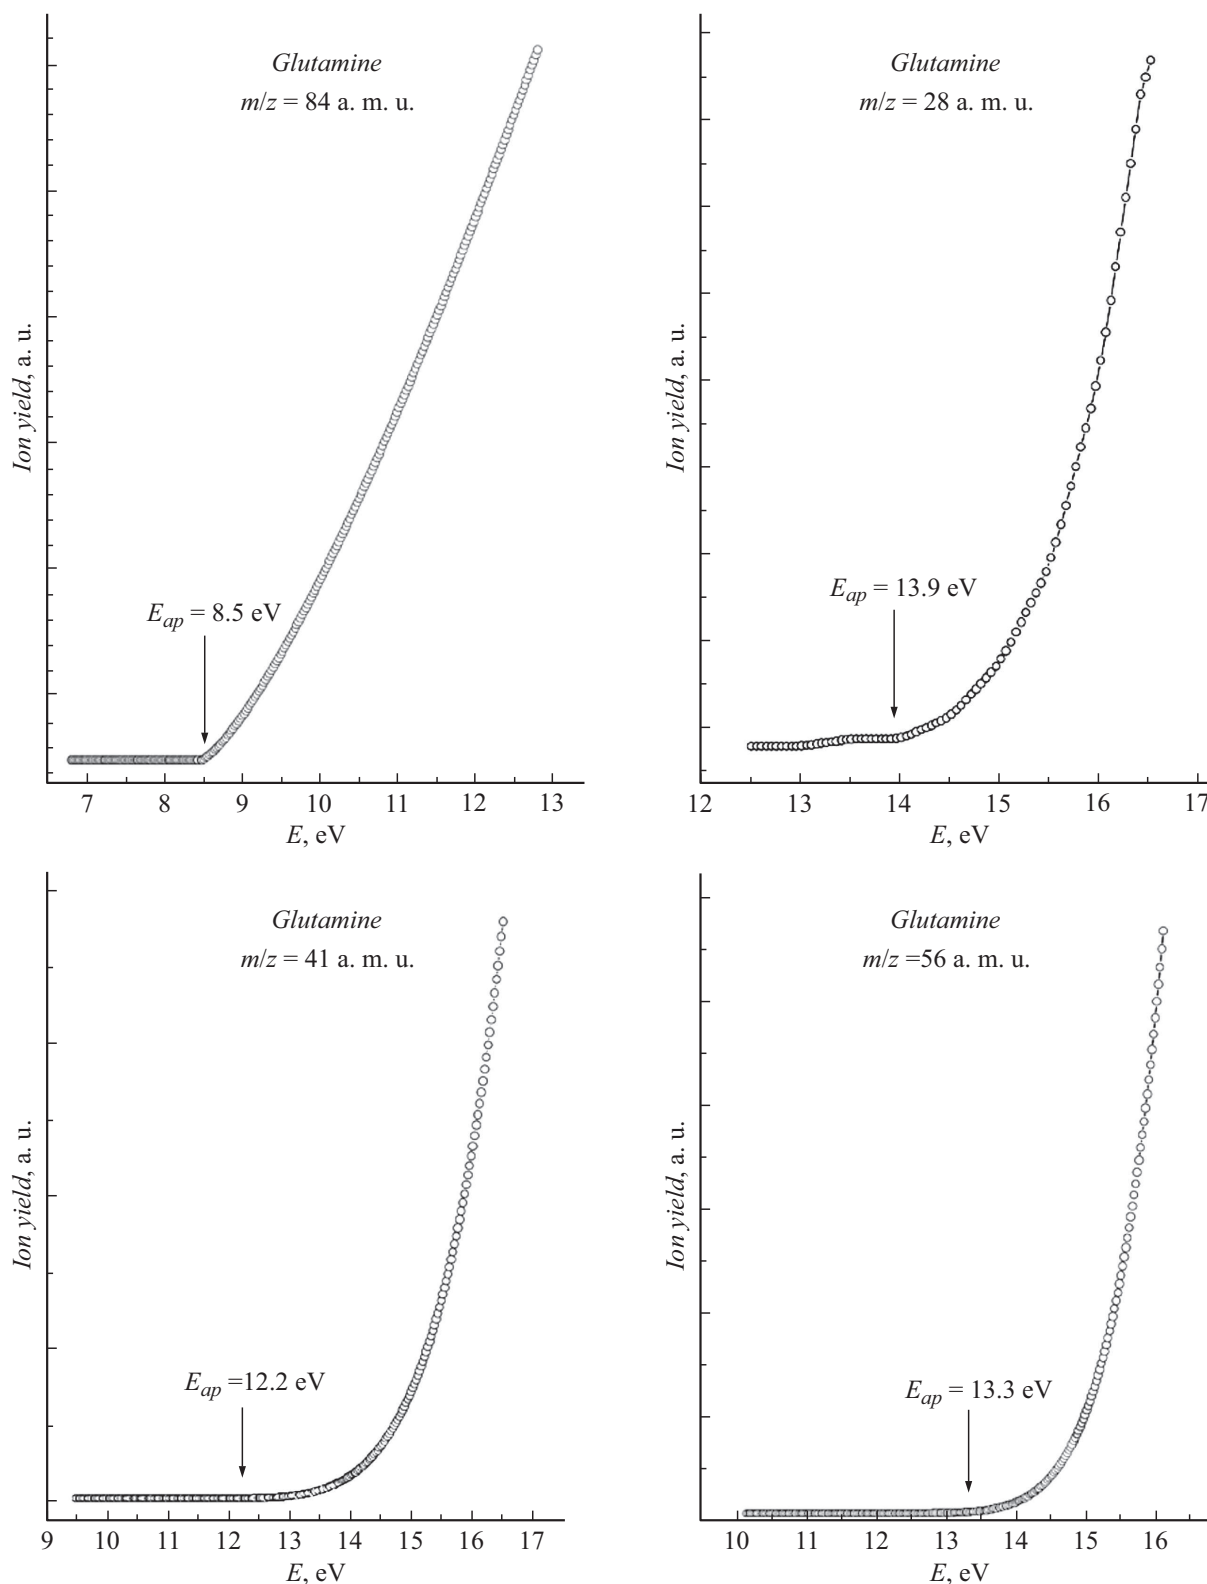 Glutamine
m/z = 84 a. m. u.
Ion yield, a. u.
E_ap = 8.5 eV
7 8 9 10 11 12 13
E, eV
Glutamine
m/z = 28 a. m. u.
Ion yield, a. u.
E_ap = 13.9 eV
12 13 14 15 16 17
E, eV
Glutamine
m/z = 41 a. m. u.
Ion yield, a. u.
E_ap =12.2 eV
9 10 11 12 13 14 15 16 17
E, eV
Glutamine
m/z =56 a. m. u.
Ion yield, a. u.
E_ap = 13.3 eV
10 11 12 13 14 15 16
E, eV